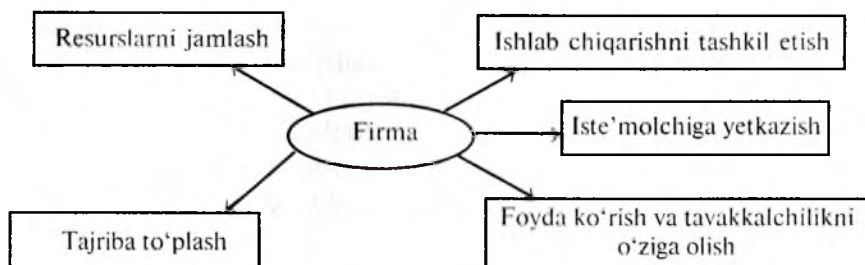 Resurslarni jamlash
Ishlab chiqarishni tashkil etish
Firma
Iste’molchiga yetkazish
Tajriba to‘plash
Foyda ko‘rish va tavakkalchilikni
o‘ziga olish